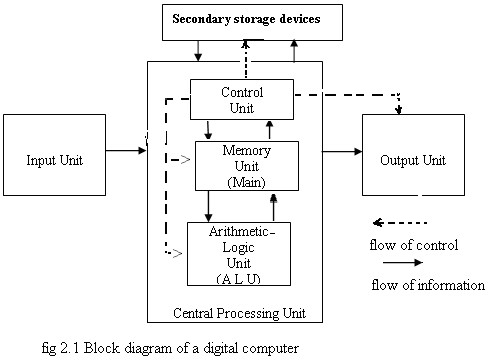 Secondary storage devices
Control
Unit
Input Unit
Memory
Unit
(Main)
Output Unit
Arithmetic-
Logic
Unit
(A L U)
flow of control
flow of information
Central Processing Unit
fig 2.1 Block diagram of a digital computer